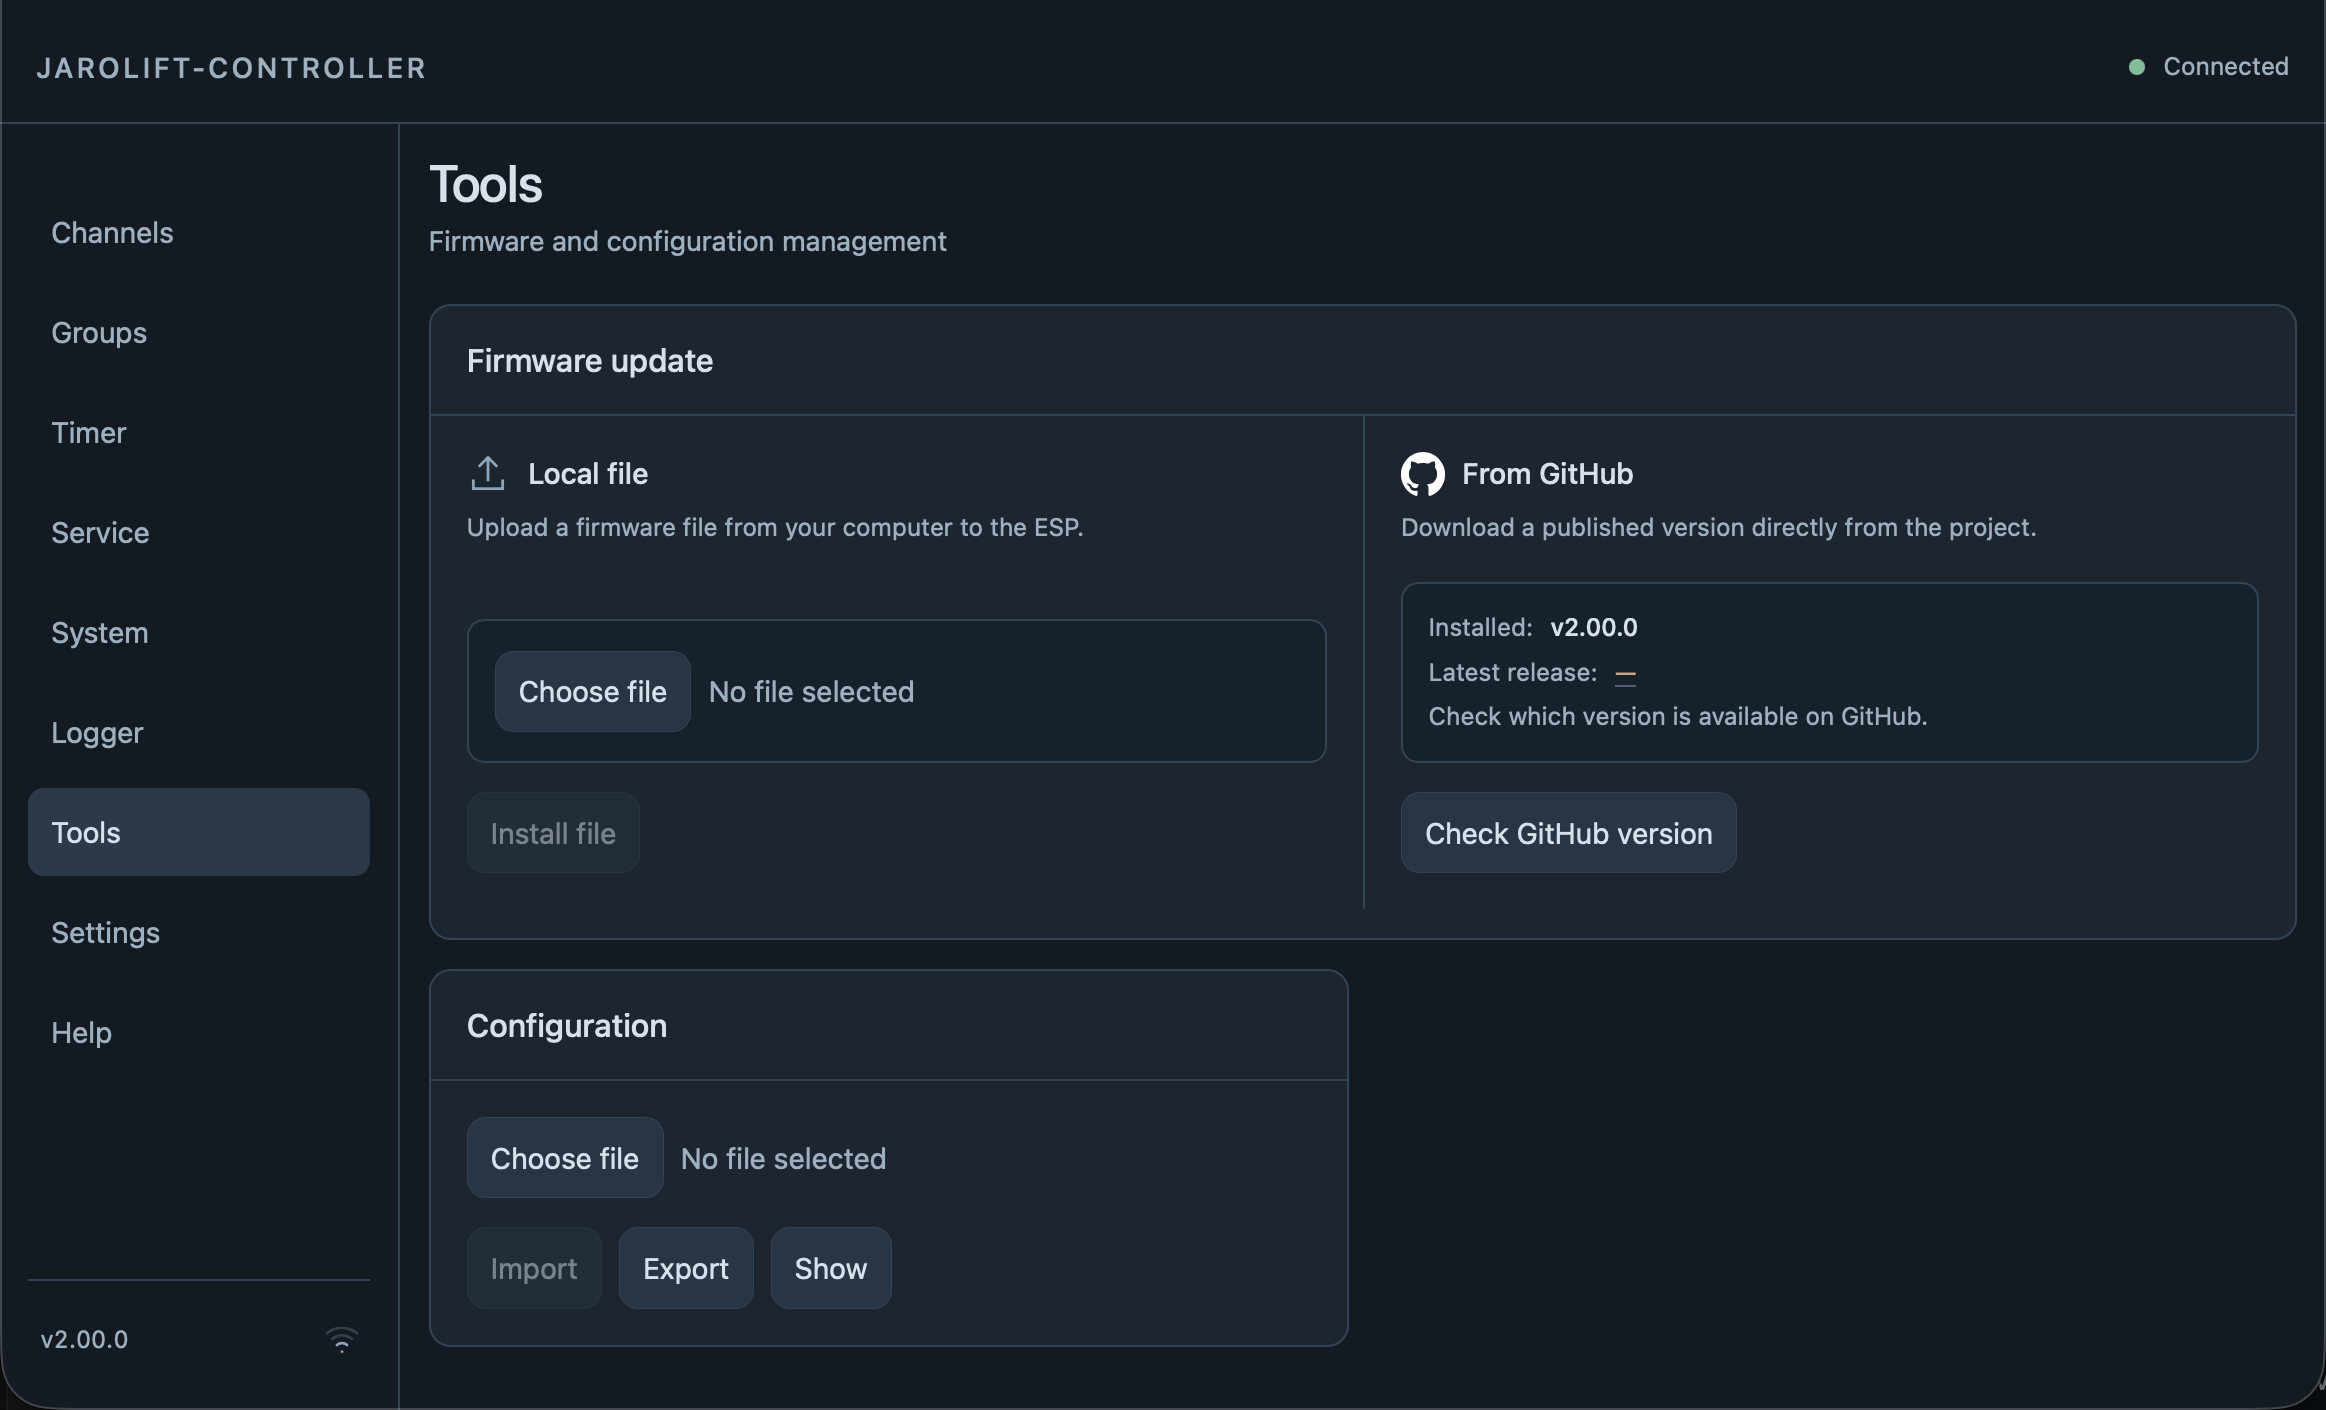 JAROLIFT-CONTROLLER
Connected
Channels
Groups
Timer
Service
System
Logger
Tools
Settings
Help
v2.00.0
Tools
Firmware and configuration management
Firmware update
Local file
Upload a firmware file from your computer to the ESP.
Choose file No file selected
Install file
From GitHub
Download a published version directly from the project.
Installed: v2.00.0
Latest release: —
Check which version is available on GitHub.
Check GitHub version
Configuration
Choose file No file selected
Import Export Show